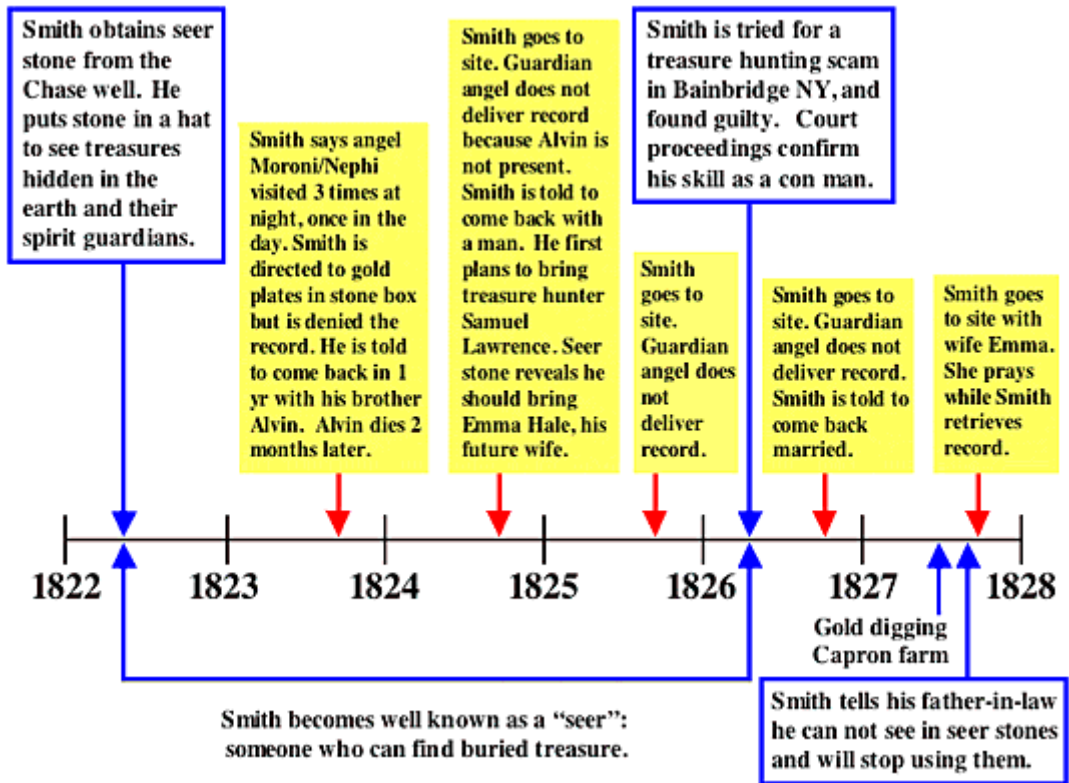 Smith obtains seer
stone from the
Chase well. He
puts stone in a hat
to see treasures
hidden in the
earth and their
spirit guardians.
Smith says angel
Moroni/Nephi
visited 3 times at
night, once in the
day. Smith is
directed to gold
plates in stone box
but is denied the
record. He is told
to come back in 1
yr with his brother
Alvin. Alvin dies 2
months later.
Smith goes to
site. Guardian
angel does not
deliver record
because Alvin is
not present.
Smith is told to
come back with
a man. He first
plans to bring
treasure hunter
Samuel
Lawrence. Seer
stone reveals he
should bring
Emma Hale, his
future wife.
Smith
goes to
site.
Guardian
angel does
not
deliver
record.
Smith is tried for a
treasure hunting scam
in Bainbridge NY, and
found guilty. Court
proceedings confirm
his skill as a con man.
Smith goes to
site. Guardian
angel does not
deliver record.
Smith is told to
come back
married.
Smith goes
to site with
wife Emma.
She prays
while Smith
retrieves
record.
1822 1823 1824 1825 1826 1827 1828
Gold digging
Capron farm
Smith becomes well known as a “seer”:
someone who can find buried treasure.
Smith tells his father-in-law
he can not see in seer stones
and will stop using them.